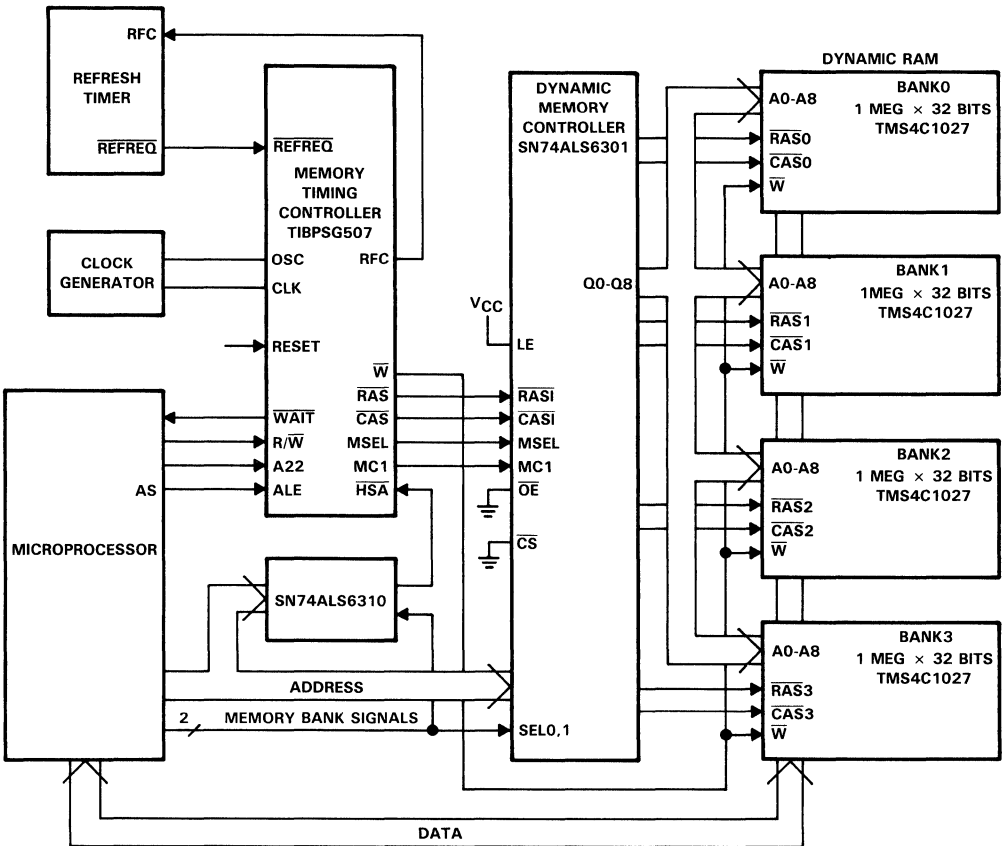 RFC
REFRESH
TIMER
REFREQ
CLOCK
GENERATOR
REFREQ
MEMORY
TIMING
CONTROLLER
TIBPSG507
OSC
RFC
CLK
RESET
W
RAS
WAIT
CAS
R/W
MSEL
A22
MC1
ALE
HSA
AS
MICROPROCESSOR
SN74ALS6310
ADDRESS
2
MEMORY BANK SIGNALS
DATA
DYNAMIC
MEMORY
CONTROLLER
SN74ALS6301
Q0-Q8
VCC
LE
RASI
CASI
MSEL
MC1
OE
CS
SEL0,1
DYNAMIC RAM
BANK0
A0-A8
1 MEG × 32 BITS
TMS4C1027
RAS0
CAS0
W
BANK1
A0-A8
1MEG × 32 BITS
TMS4C1027
RAS1
CAS1
W
BANK2
A0-A8
1 MEG × 32 BITS
TMS4C1027
RAS2
CAS2
W
BANK3
A0-A8
1 MEG × 32 BITS
TMS4C1027
RAS3
CAS3
W